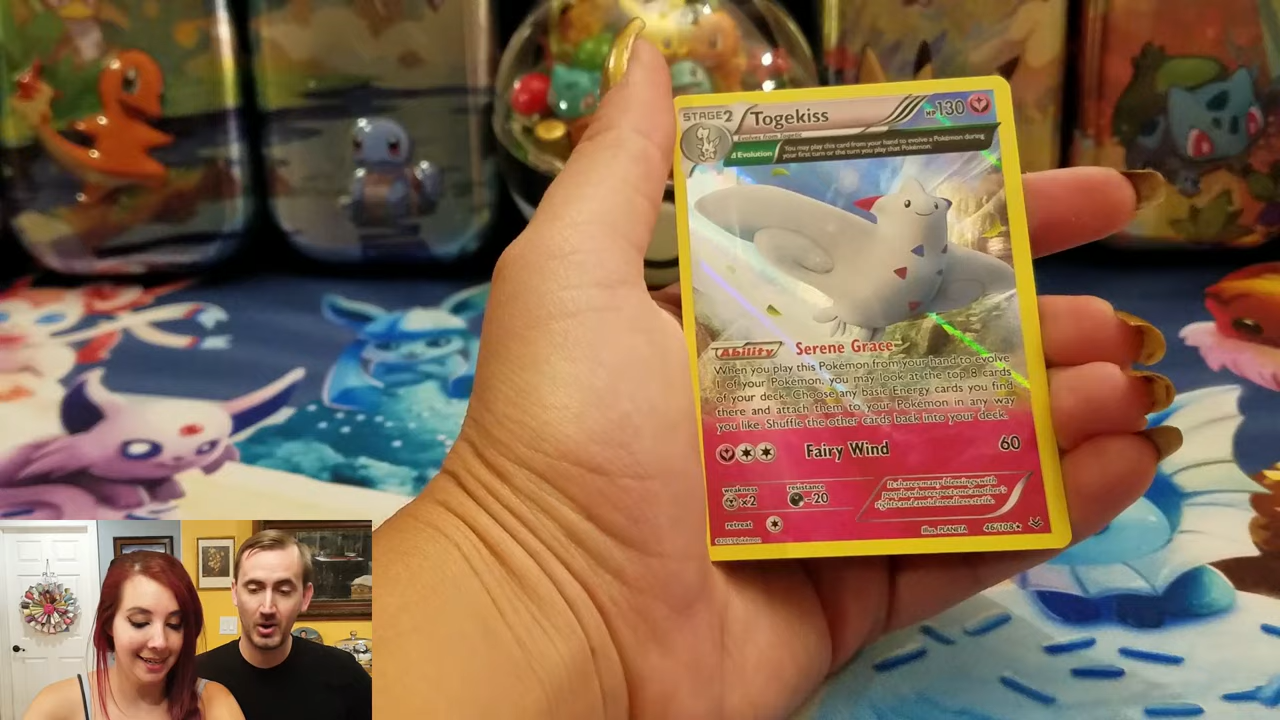 STAGE2 Togekiss HP130
Evolves from Togetic
Evolution You may play this card from your hand to evolve a Pokémon during
your first turn or the turn you play that Pokémon.
Ability Serene Grace
When you play this Pokémon from your hand to evolve
1 of your Pokémon, you may look at the top 8 cards
of your deck. Choose any basic Energy cards you find
there and attach them to your Pokémon in any way
you like. Shuffle the other cards back into your deck.
Fairy Wind 60
weakness resistance
×2 -20
It shares many blessings with
people who respect one another's
rights and avoid needless strife.
retreat
Illus. PLANETA 46/108
©2015 Pokémon